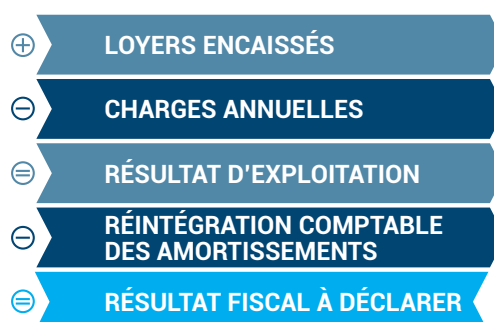 LOYERS ENCAISSÉS
CHARGES ANNUELLES
RÉSULTAT D'EXPLOITATION
RÉINTÉGRATION COMPTABLE
DES AMORTISSEMENTS
RÉSULTAT FISCAL À DÉCLARER